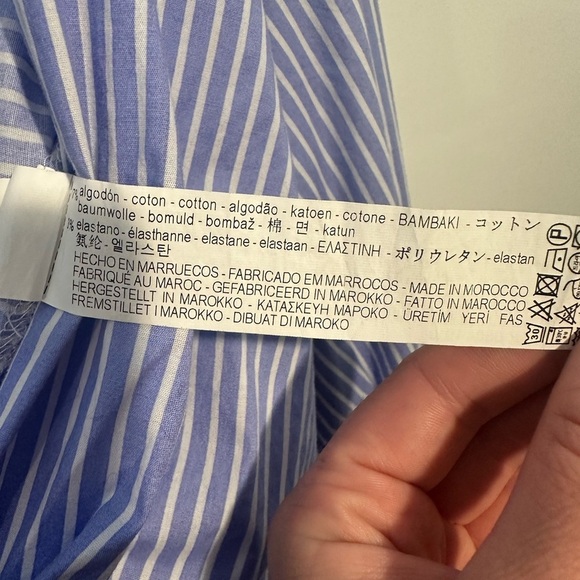 algodón - coton - cotton - algodão - katoen - cotone - BAMBAKI - コットン
baumwolle - bomuld - bombaž - 棉 - 면 - katun
elastano - élasthanne - elastane - elastaan - ΕΛΑΣΤΙΝΗ - ポリウレタン - elastan
氨纶 - 엘라스탄
HECHO EN MARRUECOS - FABRICADO EM MARROCOS - MADE IN MOROCCO
FABRIQUÉ AU MAROC - GEFABRICEERD IN MAROKKO - FATTO IN MAROCCO
HERGESTELLT IN MAROKKO - ΚΑΤΑΣΚΕΥΗ ΜΑΡΟΚΟ - ÜRETİM YERİ FAS
FREMSTILLET I MAROKKO - DIBUAT DI MAROKO
30